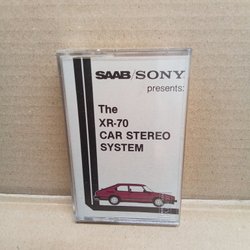 SAAB/SONY
presents:
The
XR-70
CAR STEREO
SYSTEM